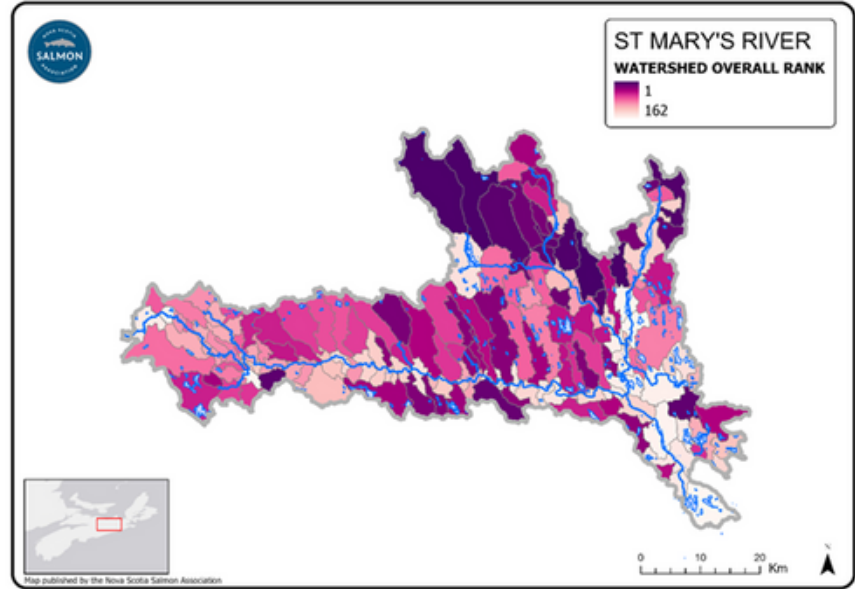 NOVA SCOTIA
SALMON
ASSOCIATION
ST MARY'S RIVER
WATERSHED OVERALL RANK
1
162
Map published by the Nova Scotia Salmon Association
0 10 20
Km
N